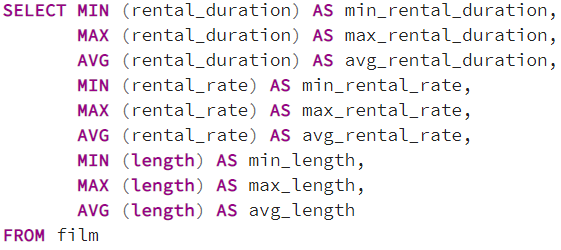 SELECT MIN (rental_duration) AS min_rental_duration,
MAX (rental_duration) AS max_rental_duration,
AVG (rental_duration) AS avg_rental_duration,
MIN (rental_rate) AS min_rental_rate,
MAX (rental_rate) AS max_rental_rate,
AVG (rental_rate) AS avg_rental_rate,
MIN (length) AS min_length,
MAX (length) AS max_length,
AVG (length) AS avg_length
FROM film